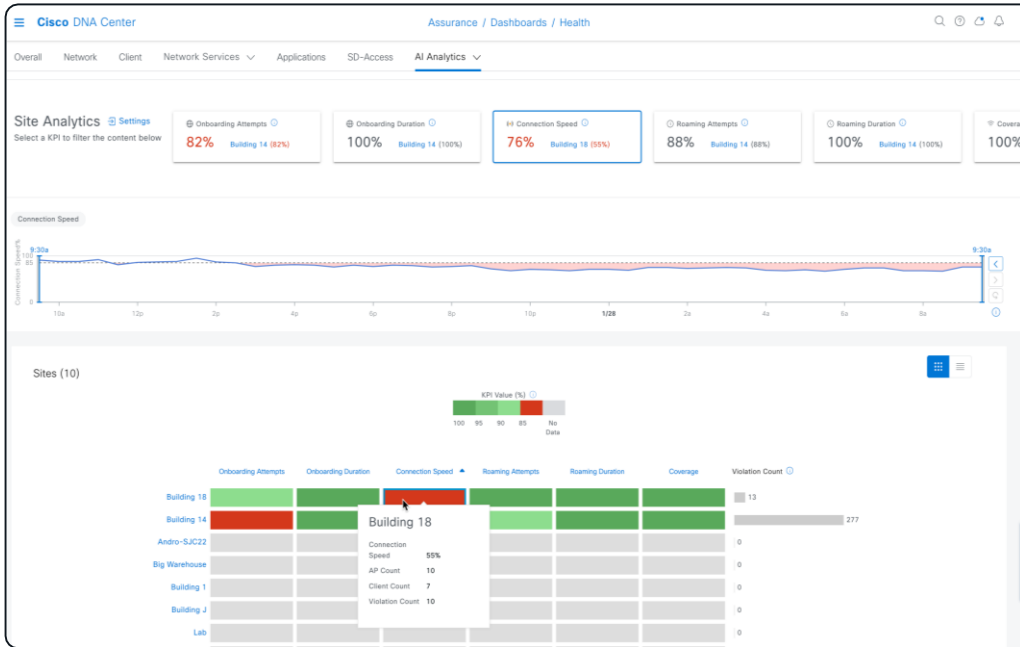 Cisco DNA Center
Assurance / Dashboards / Health
Overall Network Client Network Services Applications SD-Access AI Analytics
Site Analytics Settings
Select a KPI to filter the content below
Onboarding Attempts
82% Building 14 (82%)
Onboarding Duration
100% Building 14 (100%)
Connection Speed
76% Building 18 (55%)
Roaming Attempts
88% Building 14 (88%)
Roaming Duration
100% Building 14 (100%)
Covera
100%
Connection Speed
Connection Speed%
9:30a 9:30a
100
85
0
10a 12p 2p 4p 6p 8p 10p 1/28 2a 4a 6a 8a
Sites (10)
KPI Value (%)
100 95 90 85 No Data
Onboarding Attempts Onboarding Duration Connection Speed Roaming Attempts Roaming Duration Coverage Violation Count
Building 18 13
Building 14 277
Andro-SJC22 0
Big Warehouse 0
Building 1 0
Building J 0
Lab 0
Building 18
Connection
Speed 55%
AP Count 10
Client Count 7
Violation Count 10